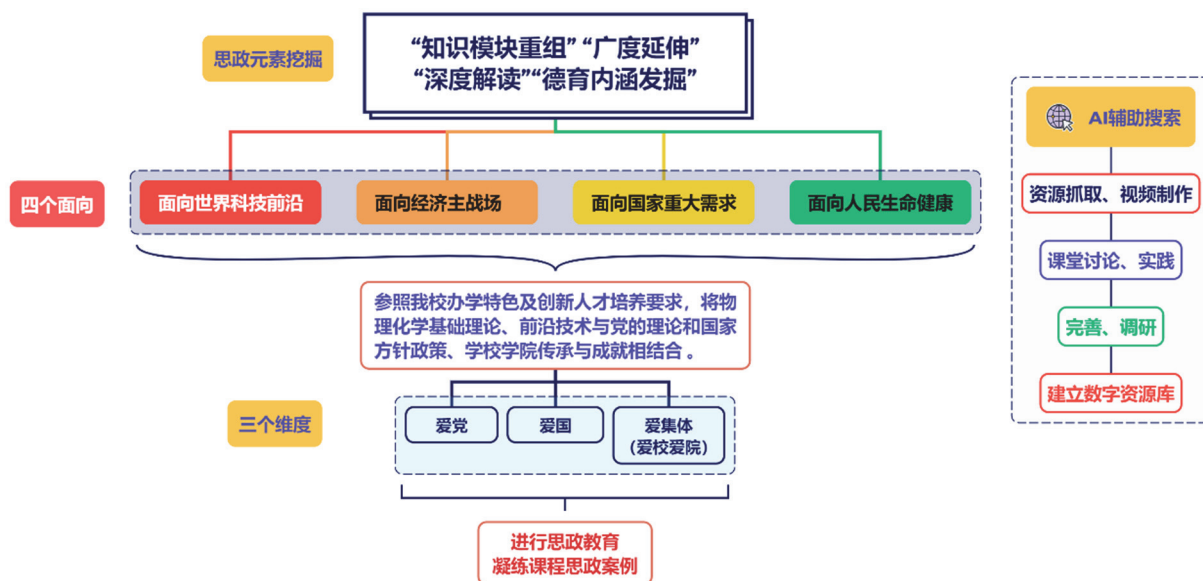 思政元素挖掘
“知识模块重组” “广度延伸”
“深度解读”“德育内涵发掘”
四个面向
面向世界科技前沿
面向经济主战场
面向国家重大需求
面向人民生命健康
参照我校办学特色及创新人才培养要求，将物
理化学基础理论、前沿技术与党的理论和国家
方针政策、学校学院传承与成就相结合 。
三个维度
爱党
爱国
爱集体
（爱校爱院）
进行思政教育
凝练课程思政案例
AI辅助搜索
资源抓取、视频制作
课堂讨论、实践
完善、调研
建立数字资源库